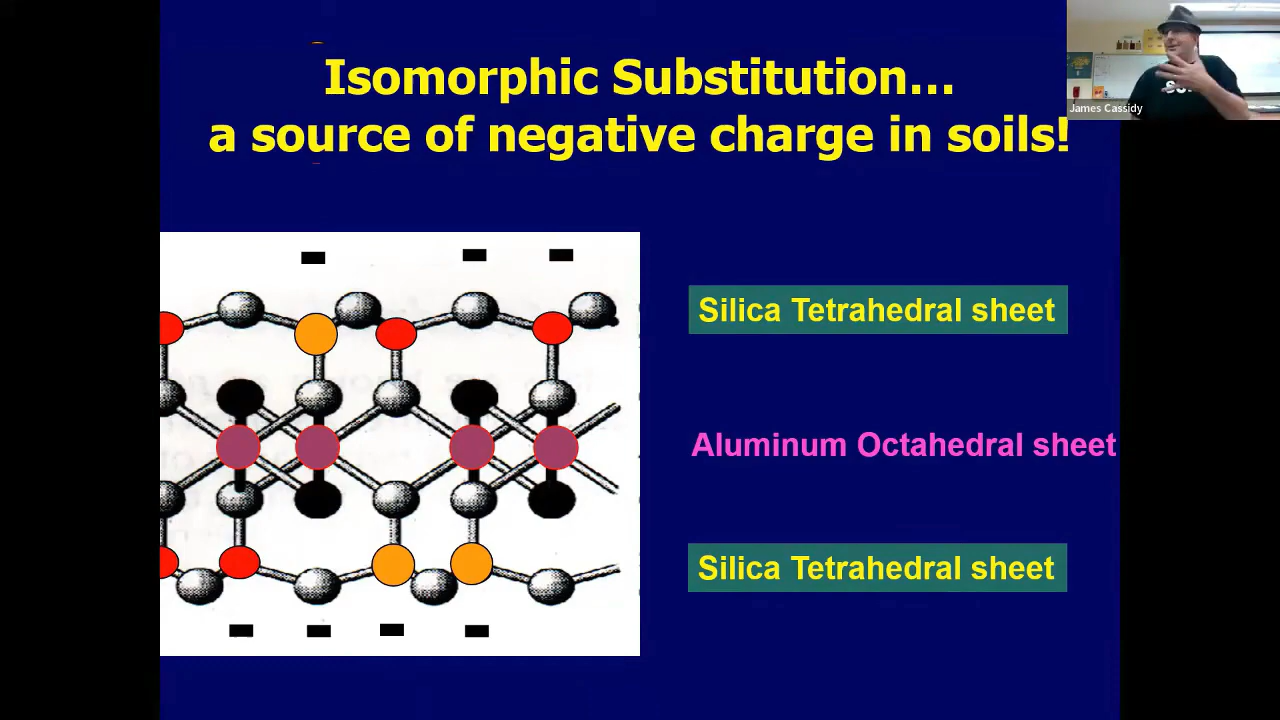 Isomorphic Substitution...
a source of negative charge in soils!
James Cassidy
Silica Tetrahedral sheet
Aluminum Octahedral sheet
Silica Tetrahedral sheet